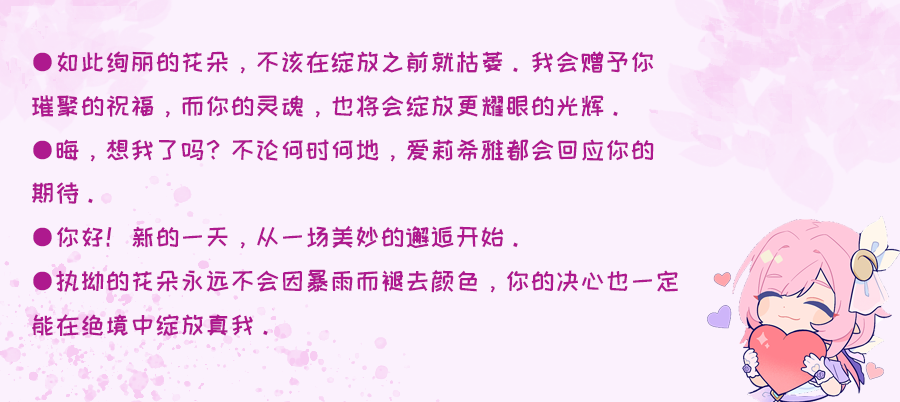 ●如此绚丽的花朵，不该在绽放之前就枯萎。我会赠予你
璀聚的祝福，而你的灵魂，也将会绽放更耀眼的光辉。
●晦，想我了吗？不论何时何地，爱莉希雅都会回应你的
期待。
●你好！新的一天，从一场美妙的邂逅开始。
●执拗的花朵永远不会因暴雨而褪去颜色，你的决心也一定
能在绝境中绽放真我。